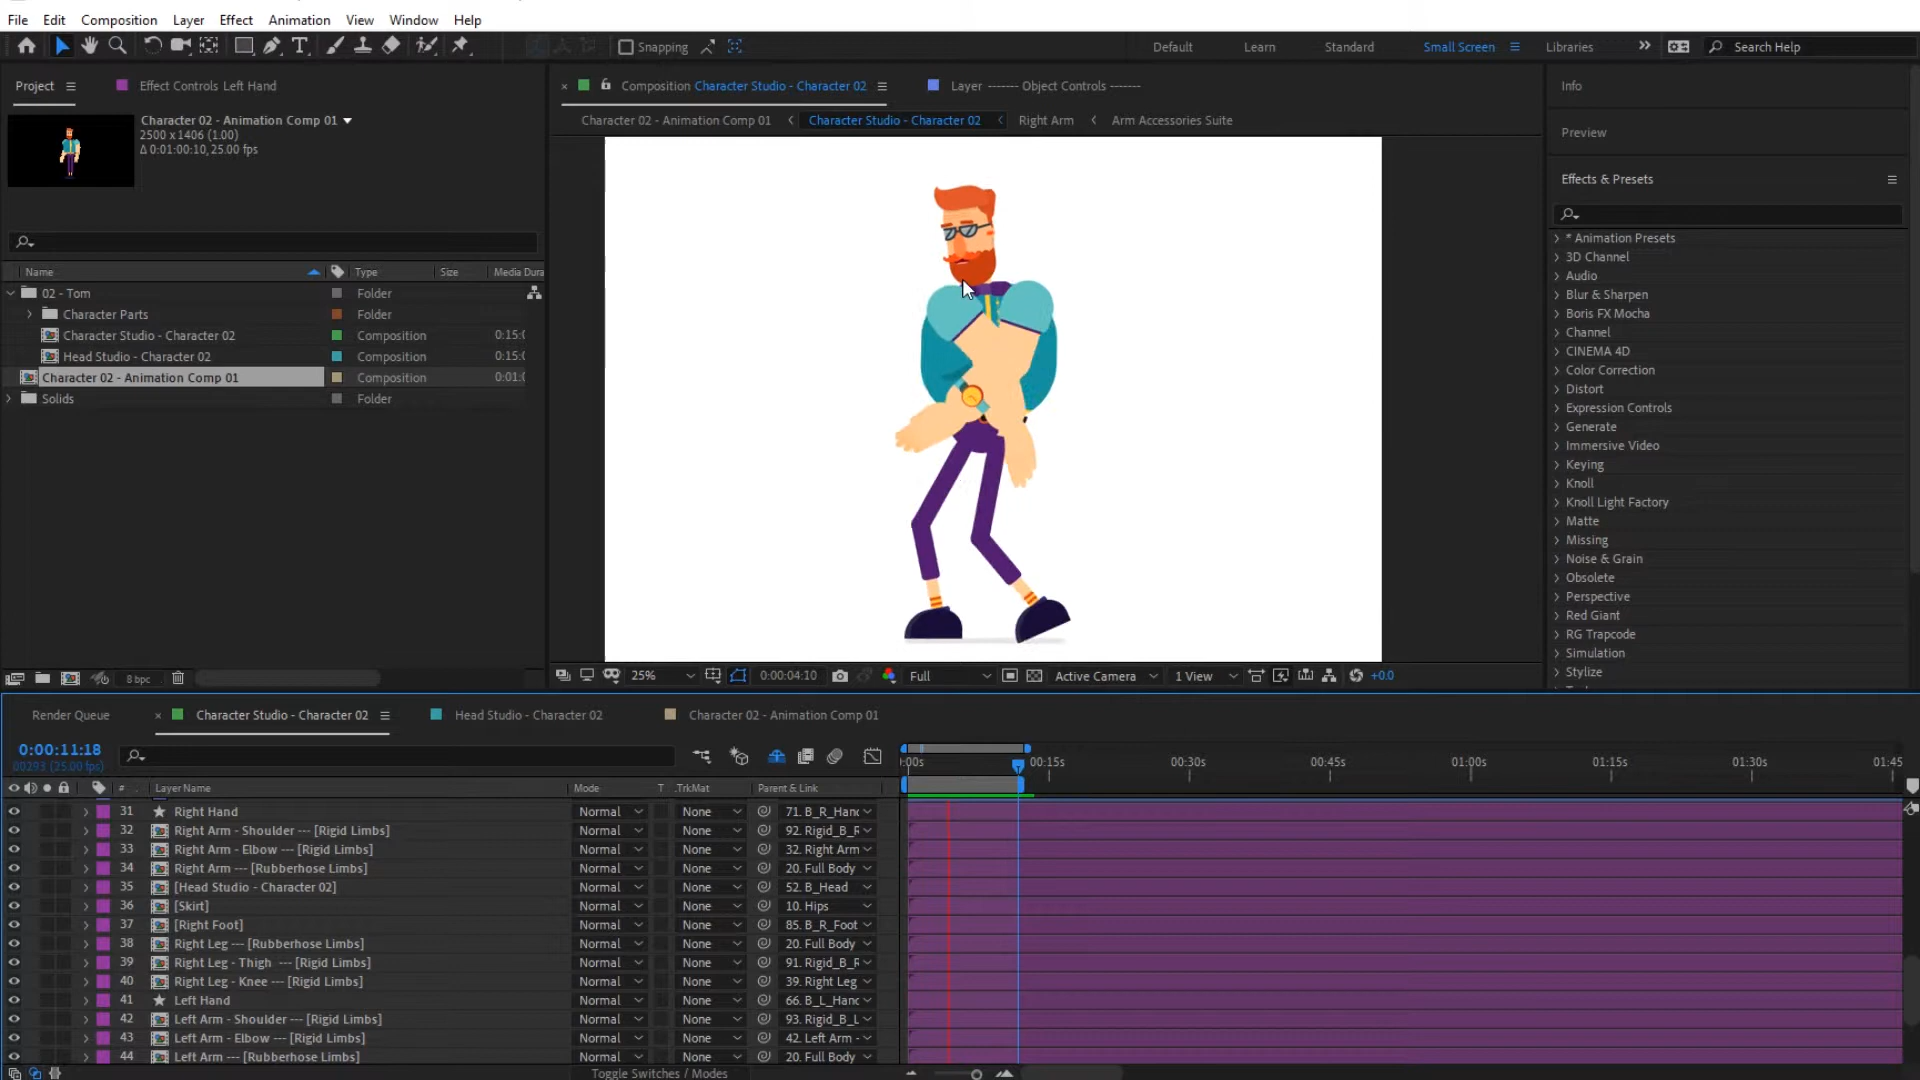 File Edit Composition Layer Effect Animation View Window Help
Snapping Default Learn Standard Small Screen Libraries Search Help
Project Effect Controls Left Hand
Character 02 - Animation Comp 01
2500 x 1406 (1.00)
Δ 0:01:00:10, 25.00 fps
Name Type Size Media Dura
02 - Tom Folder
Character Parts Folder
Character Studio - Character 02 Composition 0:15:0
Head Studio - Character 02 Composition 0:15:0
Character 02 - Animation Comp 01 Composition 0:01:0
Solids Folder
8 bpc
Composition Character Studio - Character 02 Layer ------- Object Controls -------
Character 02 - Animation Comp 01 Character Studio - Character 02 Right Arm Arm Accessories Suite
25% 0:00:04:10 Full Active Camera 1 View +0.0
Info
Preview
Effects & Presets
* Animation Presets
3D Channel
Audio
Blur & Sharpen
Boris FX Mocha
Channel
CINEMA 4D
Color Correction
Distort
Expression Controls
Generate
Immersive Video
Keying
Knoll
Knoll Light Factory
Matte
Missing
Noise & Grain
Obsolete
Perspective
Red Giant
RG Trapcode
Simulation
Stylize
Render Queue Character Studio - Character 02 Head Studio - Character 02 Character 02 - Animation Comp 01
0:00:11:18
00293 (25.00 fps)
:00s 00:15s 00:30s 00:45s 01:00s 01:15s 01:30s 01:45
# Layer Name Mode T .TrkMat Parent & Link
31 Right Hand Normal None 71. B_R_Hanc
32 Right Arm - Shoulder --- [Rigid Limbs] Normal None 92. Rigid_B_R
33 Right Arm - Elbow --- [Rigid Limbs] Normal None 32. Right Arm
34 Right Arm --- [Rubberhose Limbs] Normal None 20. Full Body
35 [Head Studio - Character 02] Normal None 52. B_Head
36 [Skirt] Normal None 10. Hips
37 [Right Foot] Normal None 85. B_R_Foot
38 Right Leg --- [Rubberhose Limbs] Normal None 20. Full Body
39 Right Leg - Thigh --- [Rigid Limbs] Normal None 91. Rigid_B_R
40 Right Leg - Knee --- [Rigid Limbs] Normal None 39. Right Leg
41 Left Hand Normal None 66. B_L_Hanc
42 Left Arm - Shoulder --- [Rigid Limbs] Normal None 93. Rigid_B_L
43 Left Arm - Elbow --- [Rigid Limbs] Normal None 42. Left Arm -
44 Left Arm --- [Rubberhose Limbs] Normal None 20. Full Body
Toggle Switches / Modes